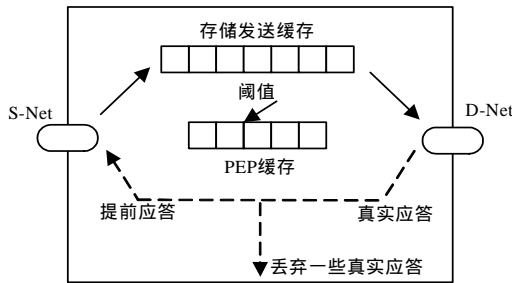 存储发送缓存
阈值
S-Net
D-Net
PEP缓存
提前应答
真实应答
丢弃一些真实应答